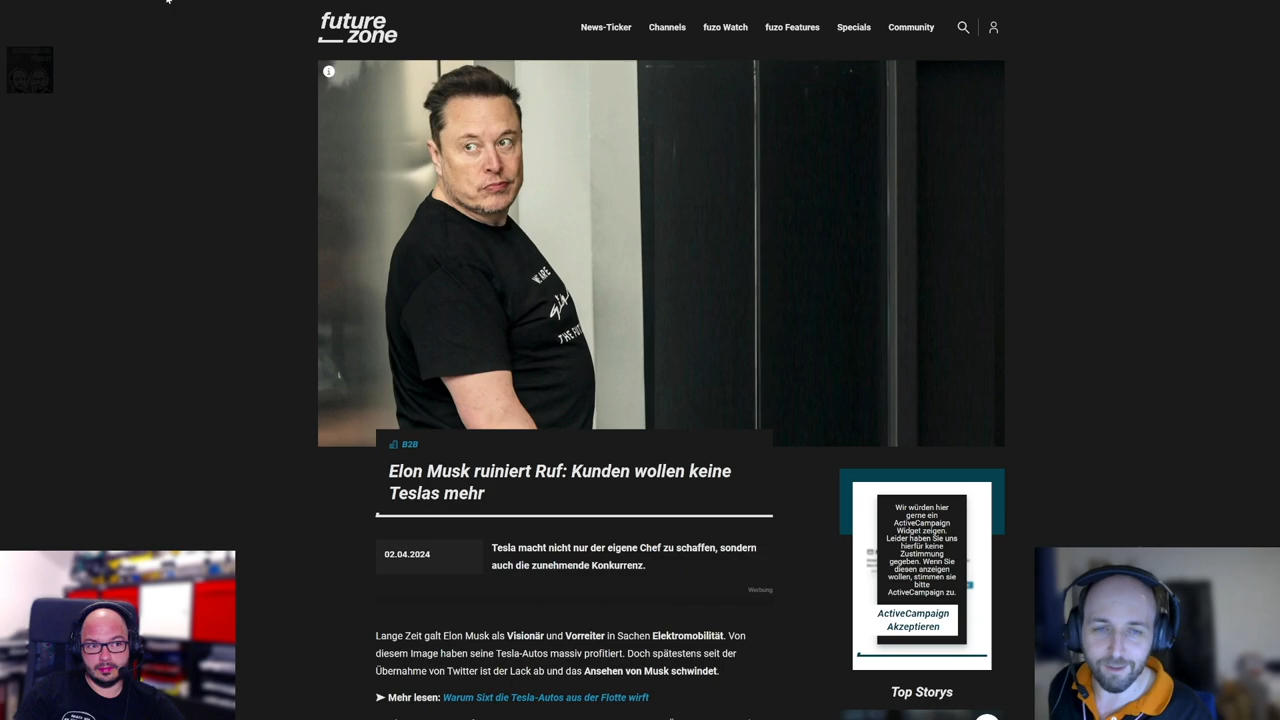 future
zone
News-Ticker Channels fuzo Watch fuzo Features Specials Community
WE ARE
THE
B2B
Elon Musk ruiniert Ruf: Kunden wollen keine
Teslas mehr
02.04.2024
Tesla macht nicht nur der eigene Chef zu schaffen, sondern
auch die zunehmende Konkurrenz.
Werbung
Lange Zeit galt Elon Musk als Visionär und Vorreiter in Sachen Elektromobilität. Von
diesem Image haben seine Tesla-Autos massiv profitiert. Doch spätestens seit der
Übernahme von Twitter ist der Lack ab und das Ansehen von Musk schwindet.
➤ Mehr lesen: Warum Sixt die Tesla-Autos aus der Flotte wirft
Wir würden hier
gerne ein
ActiveCampaign
Widget zeigen.
Leider haben Sie uns
hierfür keine
Zustimmung
gegeben. Wenn Sie
diesen anzeigen
wollen, stimmen sie
bitte
ActiveCampaign zu.
ActiveCampaign
Akzeptieren
Top Storys